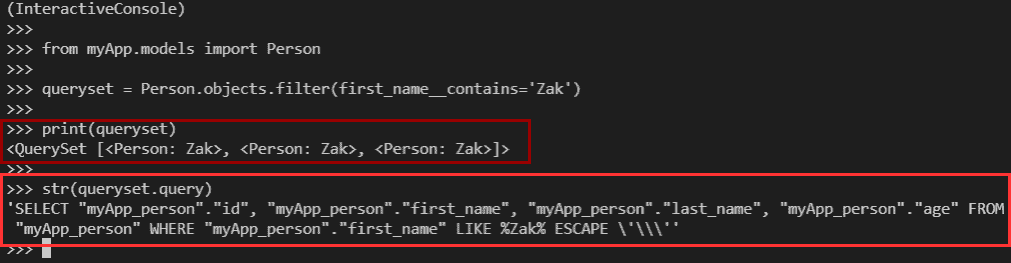 (InteractiveConsole)
>>>
>>> from myApp.models import Person
>>>
>>> queryset = Person.objects.filter(first_name__contains='Zak')
>>>
>>> print(queryset)
<QuerySet [<Person: Zak>, <Person: Zak>, <Person: Zak>]>
>>>
>>> str(queryset.query)
'SELECT "myApp_person"."id", "myApp_person"."first_name", "myApp_person"."last_name", "myApp_person"."age" FROM
"myApp_person" WHERE "myApp_person"."first_name" LIKE %Zak% ESCAPE \'\\\''
>>>